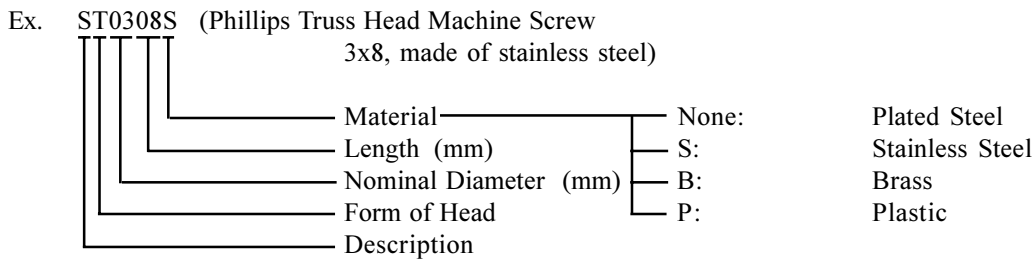 Ex. ST0308S (Phillips Truss Head Machine Screw
3x8, made of stainless steel)
Material None: Plated Steel
Length (mm) S: Stainless Steel
Nominal Diameter (mm) B: Brass
Form of Head P: Plastic
Description